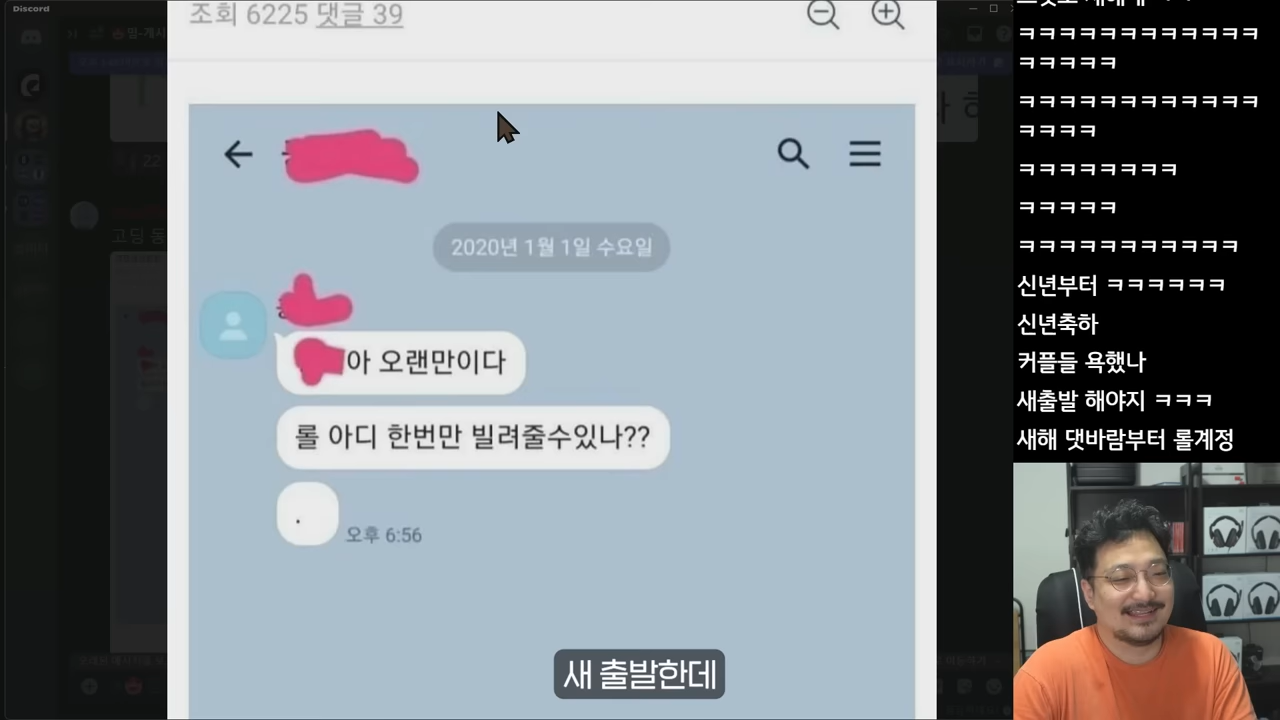 Discord
조회 6225 댓글 39
22
2020년 1월 1일 수요일
아 오랜만이다
롤 아디 한번만 빌려줄수있나??
.
오후 6:56
새 출발한데
ㅋㅋㅋㅋㅋㅋㅋㅋㅋㅋㅋㅋ
ㅋㅋㅋㅋㅋ
ㅋㅋㅋㅋㅋㅋㅋㅋㅋㅋㅋㅋ
ㅋㅋㅋㅋ
ㅋㅋㅋㅋㅋㅋㅋㅋ
ㅋㅋㅋㅋㅋ
ㅋㅋㅋㅋㅋㅋㅋㅋㅋㅋㅋ
신년부터 ㅋㅋㅋㅋㅋㅋ
신년축하
커플들 욕했나
새출발 해야지 ㅋㅋㅋ
새해 댓바람부터 롤계정